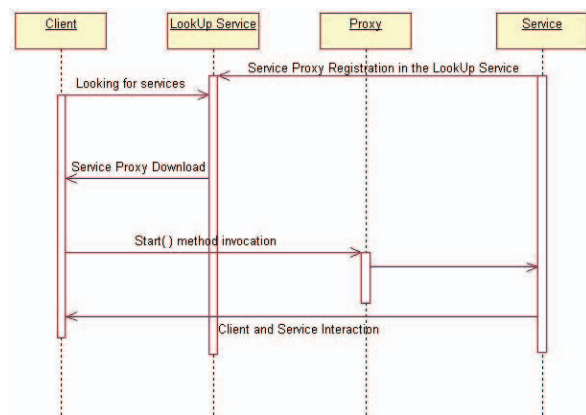 Client
LookUp Service
Proxy
Service
Service Proxy Registration in the LookUp Service
Looking for services
Service Proxy Download
Start( ) method invocation
Client and Service Interaction